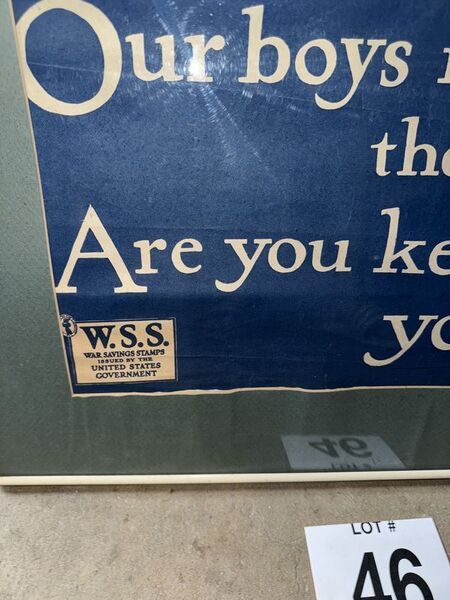 Our boys
the
Are you ke
yo
W.S.S.
WAR SAVINGS STAMPS
ISSUED BY THE
UNITED STATES
GOVERNMENT
LOT #
46